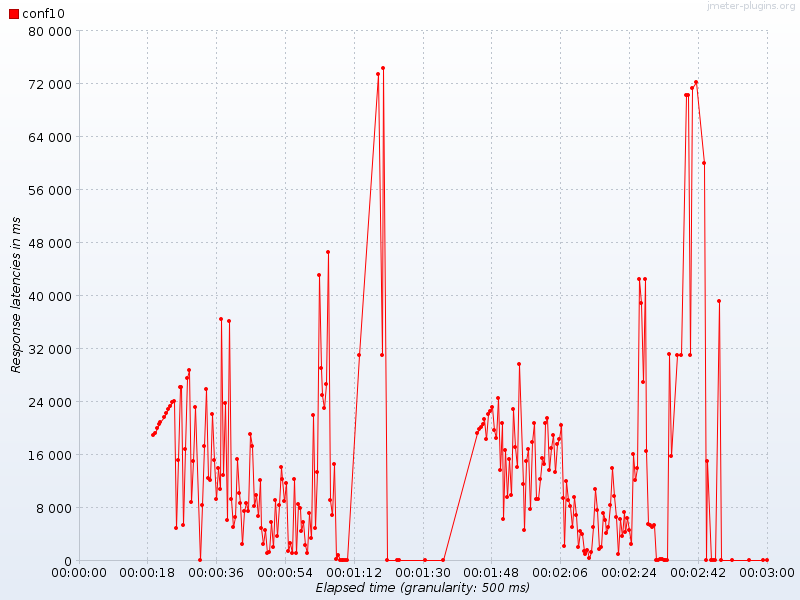 jmeter-plugins.org
conf10
80 000
72 000
64 000
56 000
48 000
40 000
32 000
24 000
16 000
8 000
0
Response latencies in ms
00:00:00 00:00:18 00:00:36 00:00:54 00:01:12 00:01:30 00:01:48 00:02:06 00:02:24 00:02:42 00:03:00
Elapsed time (granularity: 500 ms)